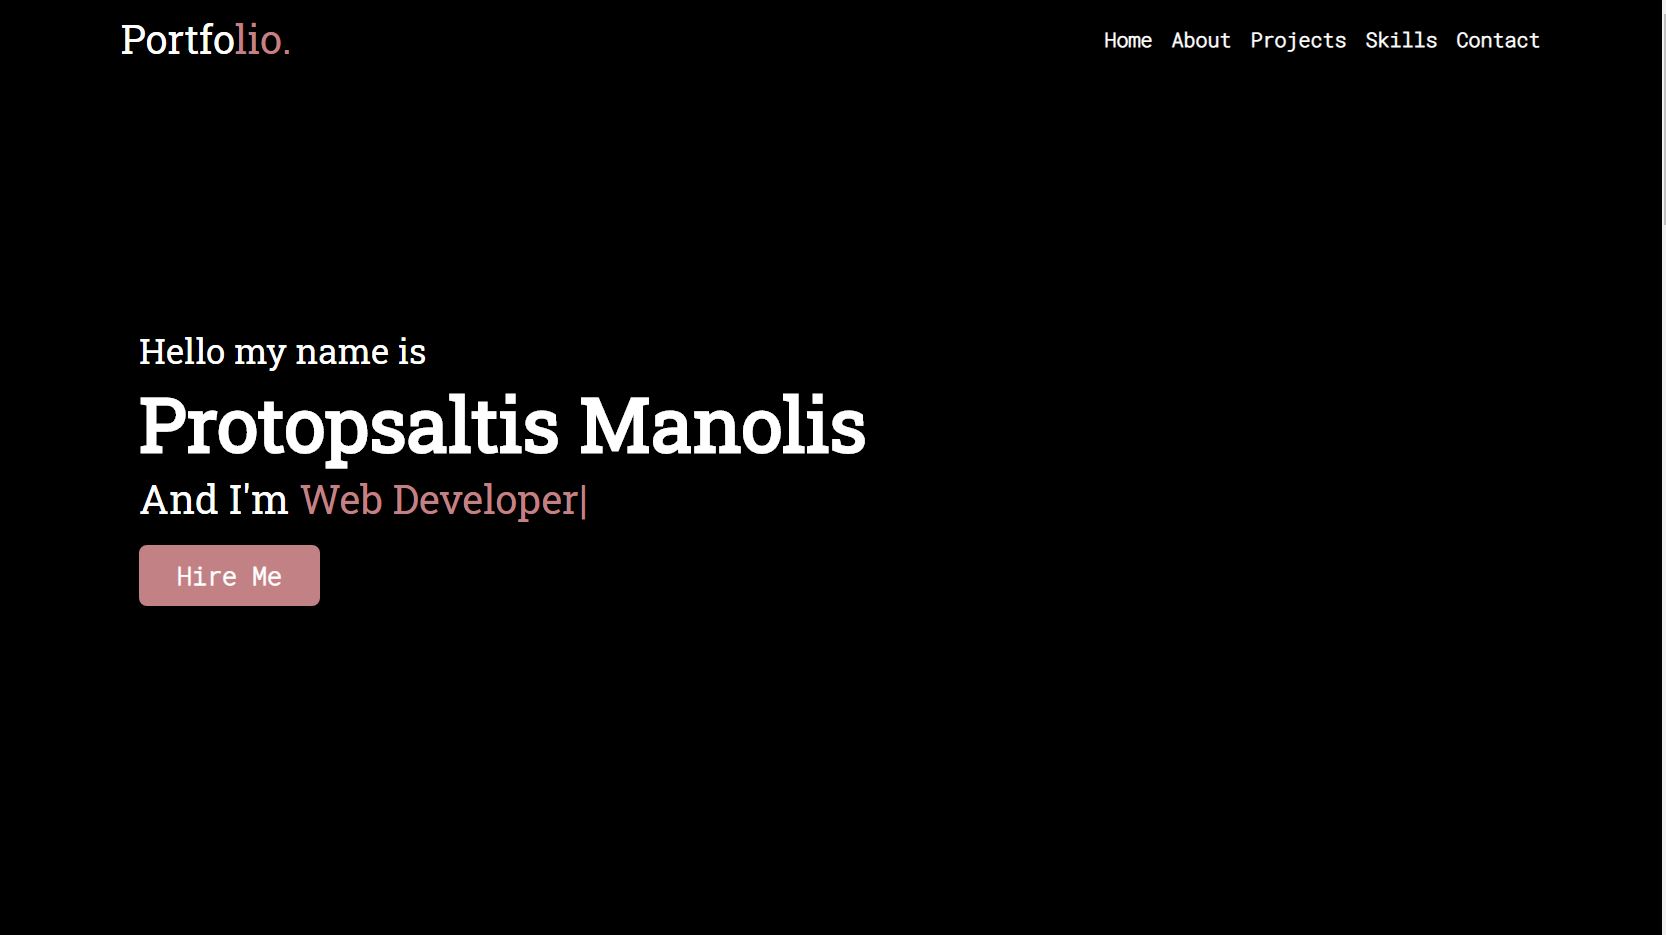 Portfolio.
Home About Projects Skills Contact
Hello my name is
Protopsaltis Manolis
And I'm Web Developer|
Hire Me